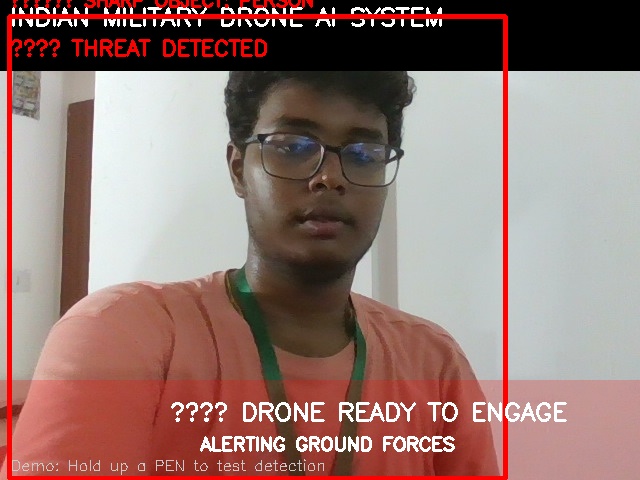 ?????? SHARP OBJECT: PERSON
INDIAN MILITARY DRONE AI SYSTEM
???? THREAT DETECTED
???? DRONE READY TO ENGAGE
ALERTING GROUND FORCES
Demo: Hold up a PEN to test detection